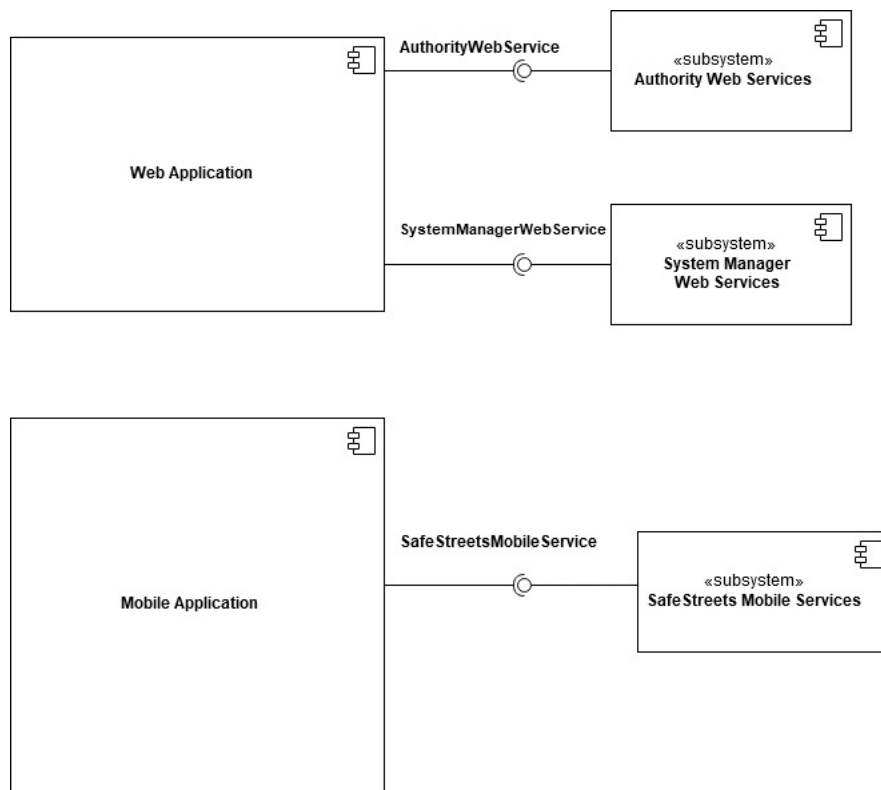 AuthorityWebService
«subsystem»
Authority Web Services
Web Application
SystemManagerWebService
«subsystem»
System Manager
Web Services
SafeStreetsMobileService
«subsystem»
SafeStreets Mobile Services
Mobile Application